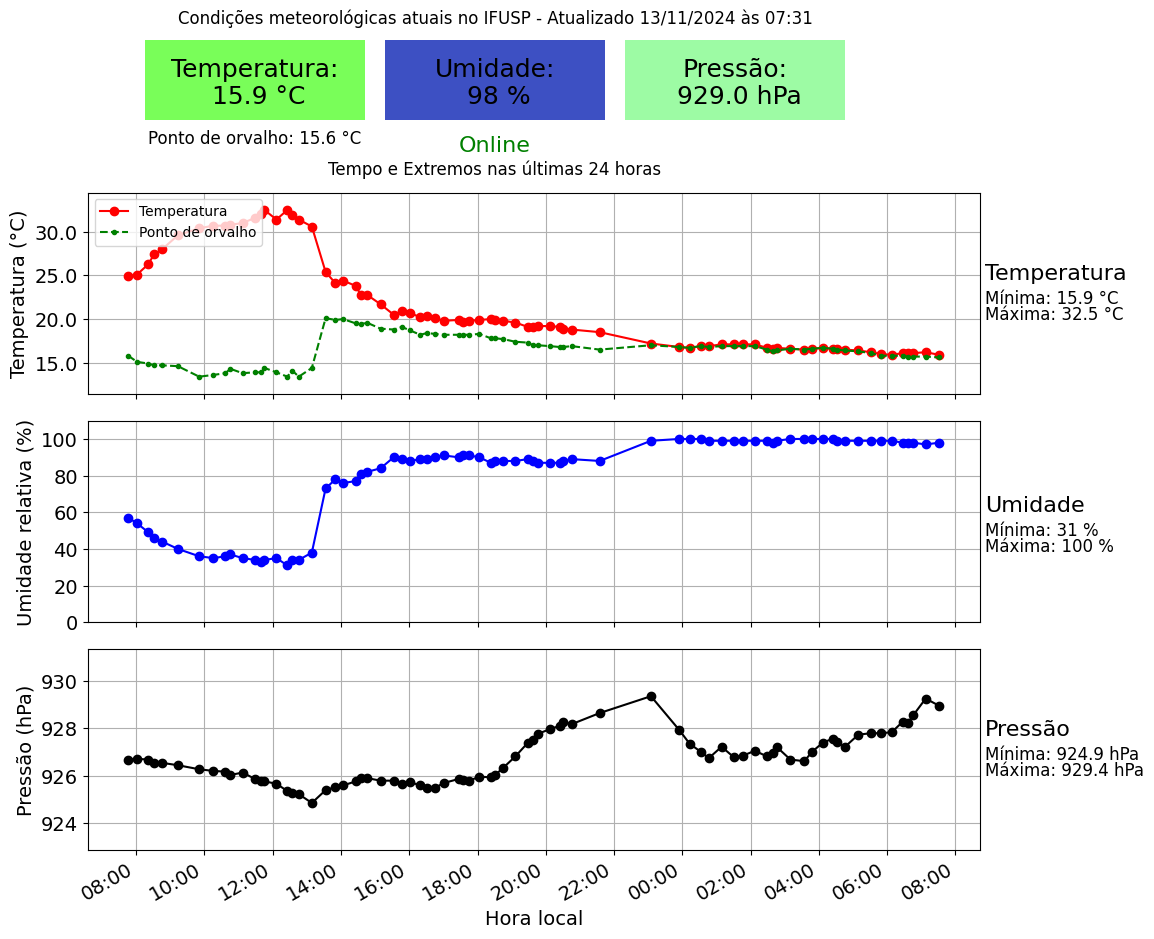 Condições meteorológicas atuais no IFUSP - Atualizado 13/11/2024 às 07:31
Temperatura:
15.9 °C
Umidade:
98 %
Pressão:
929.0 hPa
Ponto de orvalho: 15.6 °C
Online
Tempo e Extremos nas últimas 24 horas
Temperatura (°C)
30.0
25.0
20.0
15.0
Temperatura
Ponto de orvalho
Temperatura
Mínima: 15.9 °C
Máxima: 32.5 °C
Umidade relativa (%)
100
80
60
40
20
0
Umidade
Mínima: 31 %
Máxima: 100 %
Pressão (hPa)
930
928
926
924
Pressão
Mínima: 924.9 hPa
Máxima: 929.4 hPa
08:00
10:00
12:00
14:00
16:00
18:00
20:00
22:00
00:00
02:00
04:00
06:00
08:00
Hora local